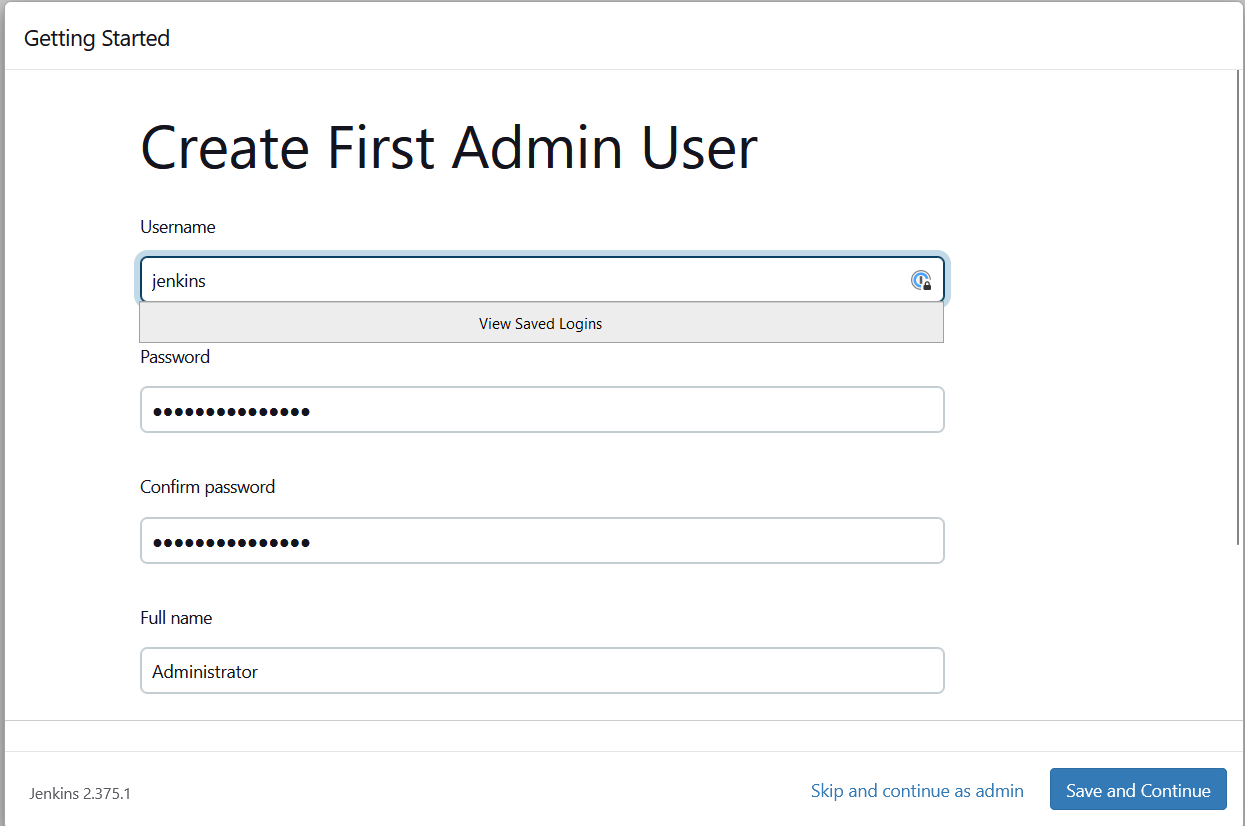 Getting Started
Create First Admin User
Username
jenkins
View Saved Logins
Password
•••••••••••••••
Confirm password
•••••••••••••••
Full name
Administrator
Jenkins 2.375.1
Skip and continue as admin
Save and Continue